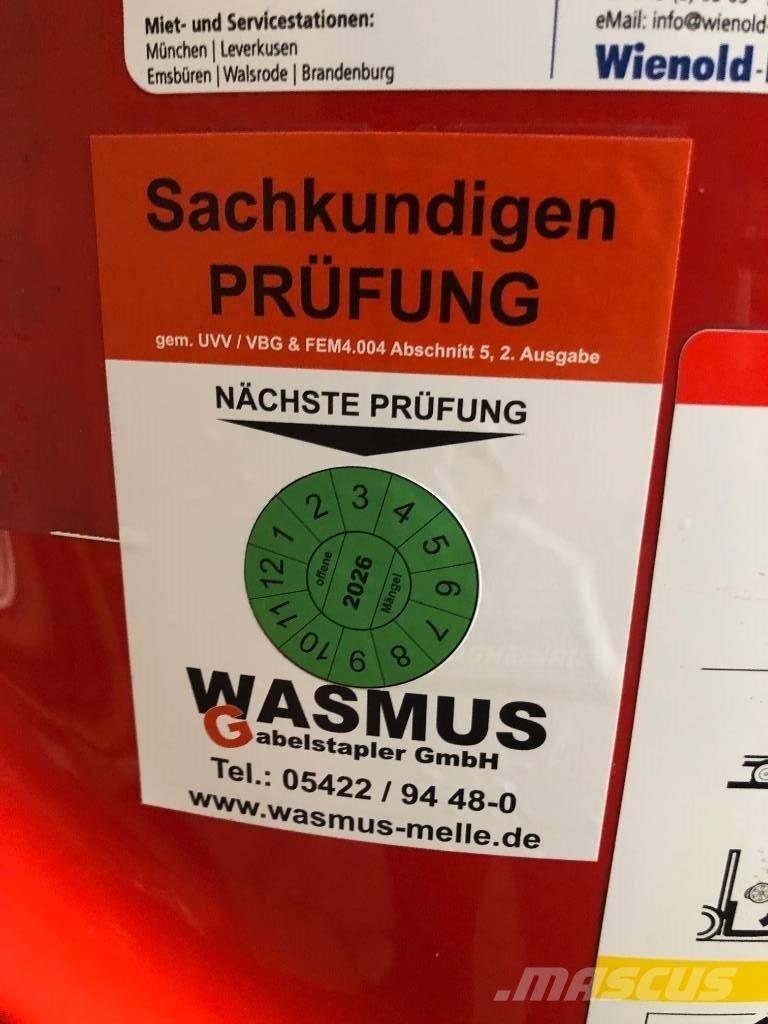 Miet- und Servicestationen:
München | Leverkusen
Emsbüren | Walsrode | Brandenburg
eMail: info@wienold-
Wienold-
Sachkundigen
PRÜFUNG
gem. UVV / VBG & FEM4.004 Abschnitt 5, 2. Ausgabe
NÄCHSTE PRÜFUNG
1 2 3 4 5 6 7 8 9 10 11 12
offene
2026
Mängel
WASMUS
Gabelstapler GmbH
Tel.: 05422 / 94 48-0
www.wasmus-melle.de
MASCUS